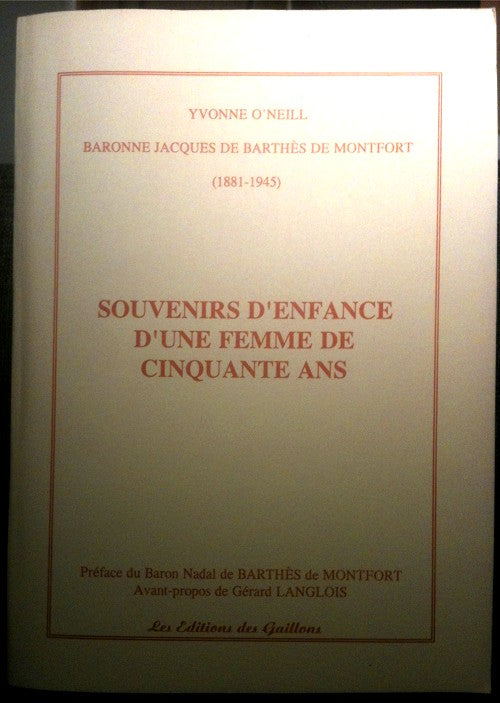 YVONNE O'NEILL
BARONNE JACQUES DE BARTHÈS DE MONTFORT
(1881-1945)
SOUVENIRS D'ENFANCE
D'UNE FEMME DE
CINQUANTE ANS
Préface du Baron Nadal de BARTHÈS de MONTFORT
Avant-propos de Gérard LANGLOIS
Les Editions des Gaillons